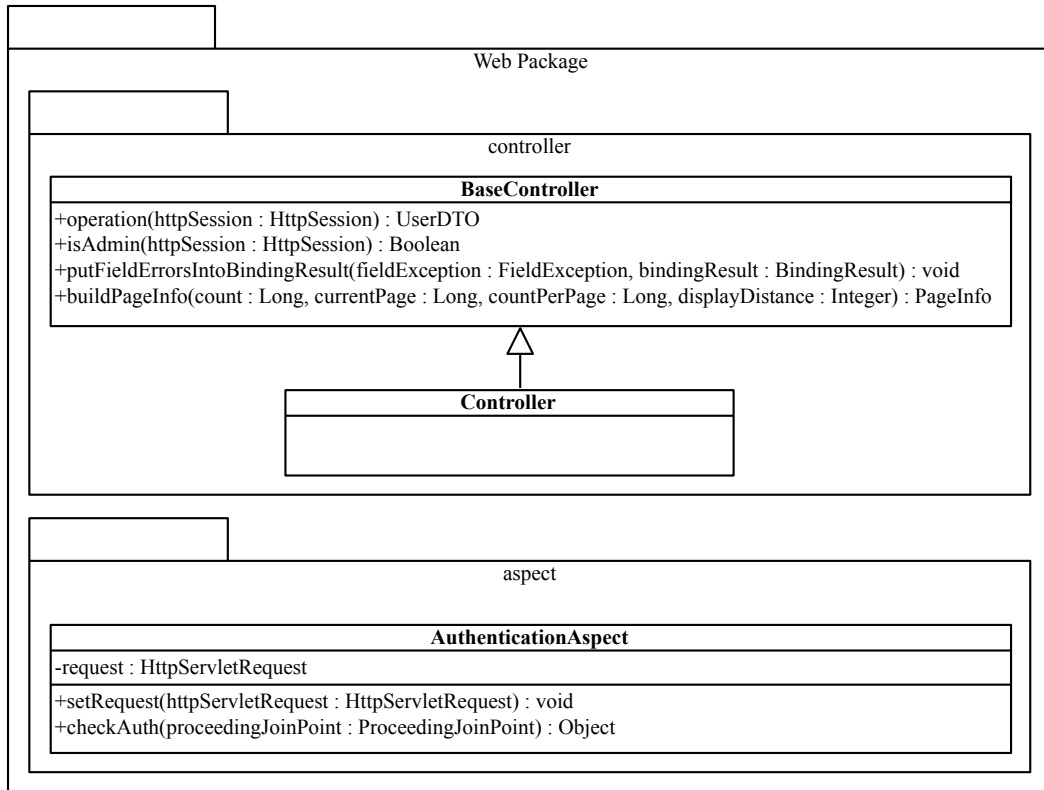 Web Package
controller
BaseController
+operation(httpSession : HttpSession) : UserDTO
+isAdmin(httpSession : HttpSession) : Boolean
+putFieldErrorsIntoBindingResult(fieldException : FieldException, bindingResult : BindingResult) : void
+buildPageInfo(count : Long, currentPage : Long, countPerPage : Long, displayDistance : Integer) : PageInfo
Controller
aspect
AuthenticationAspect
-request : HttpServletRequest
+setRequest(httpServletRequest : HttpServletRequest) : void
+checkAuth(proceedingJoinPoint : ProceedingJoinPoint) : Object